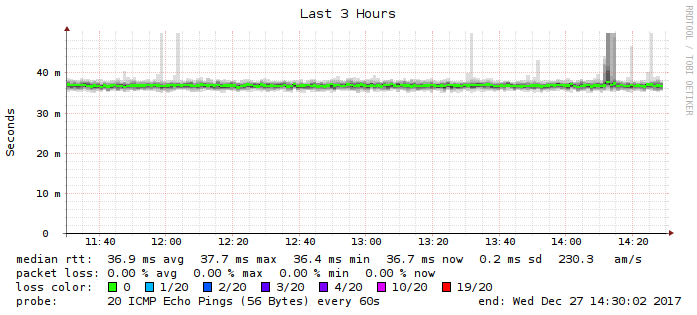 Last 3 Hours
RRDTOOL / TOBI OETIKER
Seconds
40 m
30 m
20 m
10 m
0
11:40 12:00 12:20 12:40 13:00 13:20 13:40 14:00 14:20
median rtt: 36.9 ms avg 37.7 ms max 36.4 ms min 36.7 ms now 0.2 ms sd 230.3 am/s
packet loss: 0.00 % avg 0.00 % max 0.00 % min 0.00 % now
loss color: 0 1/20 2/20 3/20 4/20 10/20 19/20
probe: 20 ICMP Echo Pings (56 Bytes) every 60s end: Wed Dec 27 14:30:02 2017